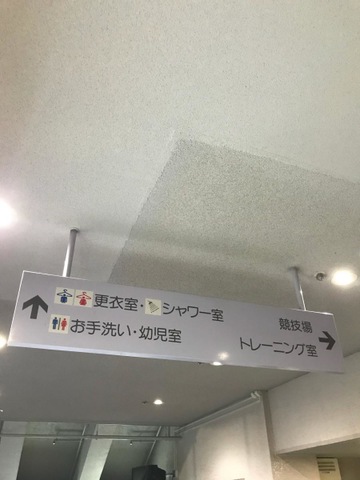 更衣室・シャワー室
お手洗い・幼児室
競技場
トレーニング室